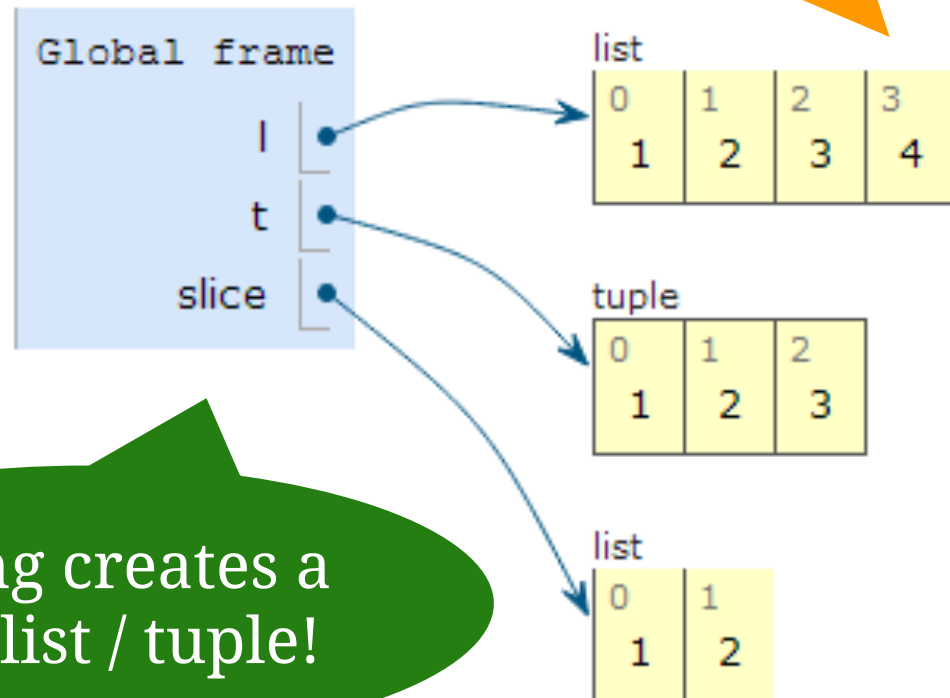 Global frame
l
t
slice
list
0 1 2 3
1 2 3 4
tuple
0 1 2
1 2 3
list
0 1
1 2
creates a
list / tuple!